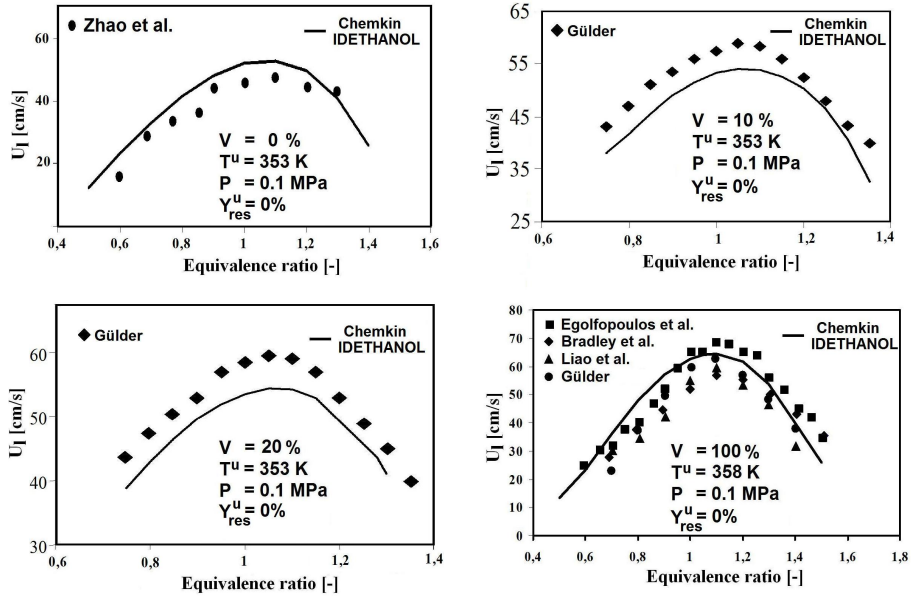 Zhao et al.
Chemkin
IDETHANOL
60
40
20
U_l [cm/s]
V = 0 %
T^u = 353 K
P = 0.1 MPa
Y^u_res = 0%
0,4 0,6 0,8 1 1,2 1,4 1,6
Equivalence ratio [-]
Gülder
Chemkin
IDETHANOL
65
55
45
35
25
U_l [cm/s]
V = 10 %
T^u = 353 K
P = 0.1 MPa
Y^u_res = 0%
0,6 0,8 1 1,2 1,4
Equivalence ratio [-]
Gülder
Chemkin
IDETHANOL
60
50
40
30
U_l [cm/s]
V = 20 %
T^u = 353 K
P = 0.1 MPa
Y^u_res = 0%
0,6 0,8 1 1,2 1,4
Equivalence ratio [-]
Egolfopoulos et al.
Bradley et al.
Liao et al.
Gülder
Chemkin
IDETHANOL
80
70
60
50
40
30
20
10
0
U_l [cm/s]
V = 100 %
T^u = 358 K
P = 0.1 MPa
Y^u_res = 0%
0,4 0,6 0,8 1,0 1,2 1,4 1,6 1,8
Equivalence ratio [-]